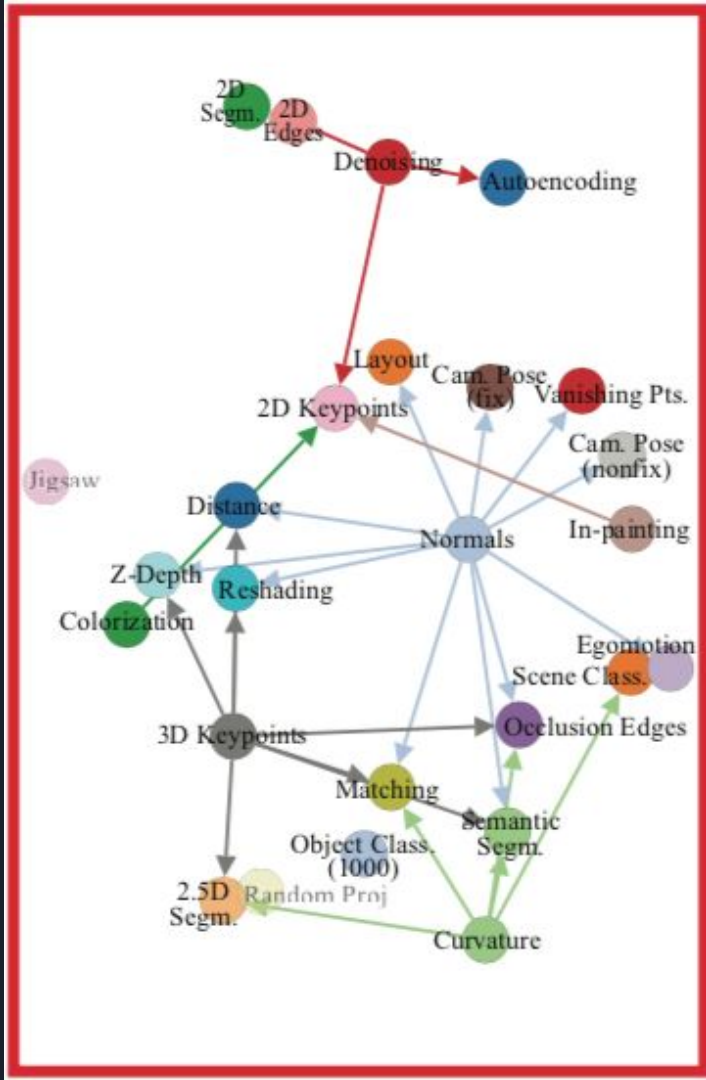 2D
Segm.
2D
Edges
Denoising
Autoencoding
Layout
Cam. Pose
(fix)
Vanishing Pts.
2D Keypoints
Cam. Pose
(nonfix)
Jigsaw
Distance
In-painting
Normals
Z-Depth
Reshading
Colorization
Egomotion
Scene Class.
3D Keypoints
Occlusion Edges
Matching
Semantic
Segm.
Object Class.
(1000)
2.5D
Segm.
Random Proj
Curvature